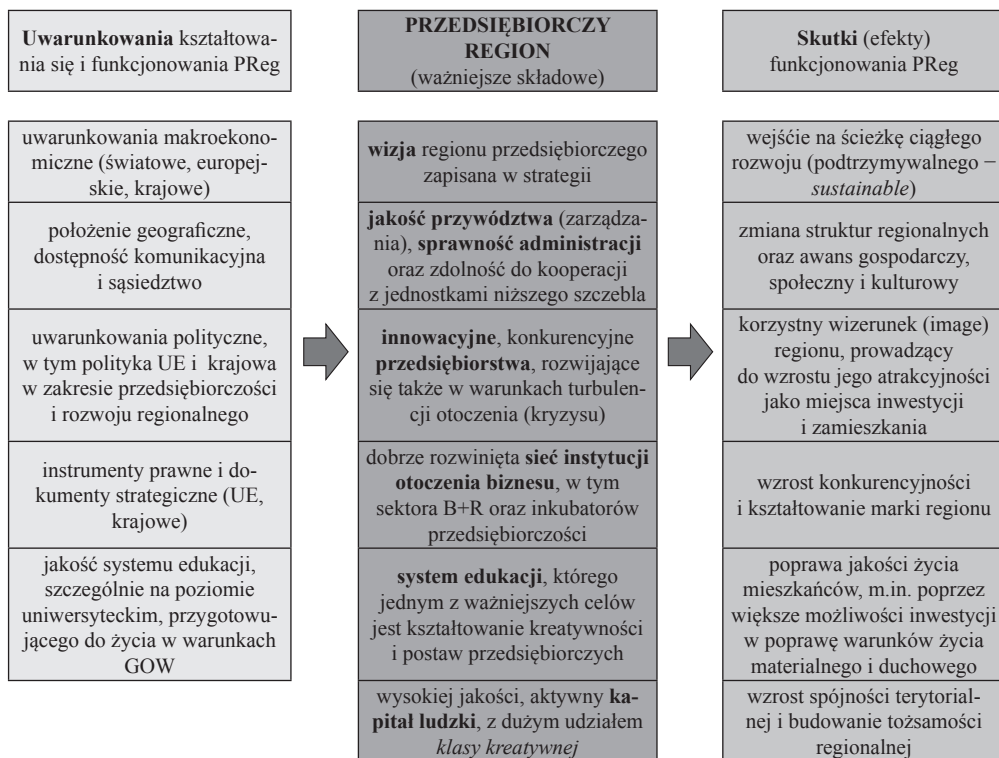 Uwarunkowania kształtowa-
nia się i funkcjonowania PReg
uwarunkowania makroekono-
miczne (światowe, europej-
skie, krajowe)
położenie geograficzne,
dostępność komunikacyjna
i sąsiedztwo
uwarunkowania polityczne,
w tym polityka UE i krajowa
w zakresie przedsiębiorczości
i rozwoju regionalnego
instrumenty prawne i do-
kumenty strategiczne (UE,
krajowe)
jakość systemu edukacji,
szczególnie na poziomie
uniwersyteckim, przygotowu-
jącego do życia w warunkach
GOW
PRZEDSIĘBIORCZY
REGION
(ważniejsze składowe)
wizja regionu przedsiębiorczego
zapisana w strategii
jakość przywództwa (zarządza-
nia), sprawność administracji
oraz zdolność do kooperacji
z jednostkami niższego szczebla
innowacyjne, konkurencyjne
przedsiębiorstwa, rozwijające
się także w warunkach turbulen-
cji otoczenia (kryzysu)
dobrze rozwinięta sieć instytucji
otoczenia biznesu, w tym
sektora B+R oraz inkubatorów
przedsiębiorczości
system edukacji, którego
jednym z ważniejszych celów
jest kształtowanie kreatywności
i postaw przedsiębiorczych
wysokiej jakości, aktywny ka-
pitał ludzki, z dużym udziałem
klasy kreatywnej
Skutki (efekty)
funkcjonowania PReg
wejśćie na ścieżkę ciągłego
rozwoju (podtrzymywalnego −
sustainable)
zmiana struktur regionalnych
oraz awans gospodarczy,
społeczny i kulturowy
korzystny wizerunek (image)
regionu, prowadzący
do wzrostu jego atrakcyjności
jako miejsca inwestycji
i zamieszkania
wzrost konkurencyjności
i kształtowanie marki regionu
poprawa jakości życia
mieszkańców, m.in. poprzez
większe możliwości inwestycji
w poprawę warunków życia
materialnego i duchowego
wzrost spójności terytorial-
nej i budowanie tożsamości
regionalnej